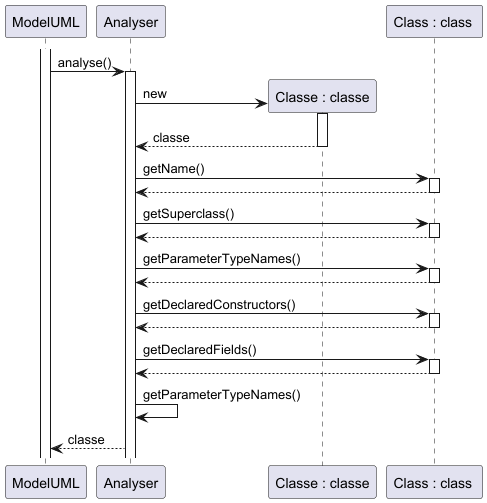 ModelUML Analyser Class : class
analyse()
new
Classe : classe
classe
getName()
getSuperclass()
getParameterTypeNames()
getDeclaredConstructors()
getDeclaredFields()
getParameterTypeNames()
classe
ModelUML Analyser Classe : classe Class : class